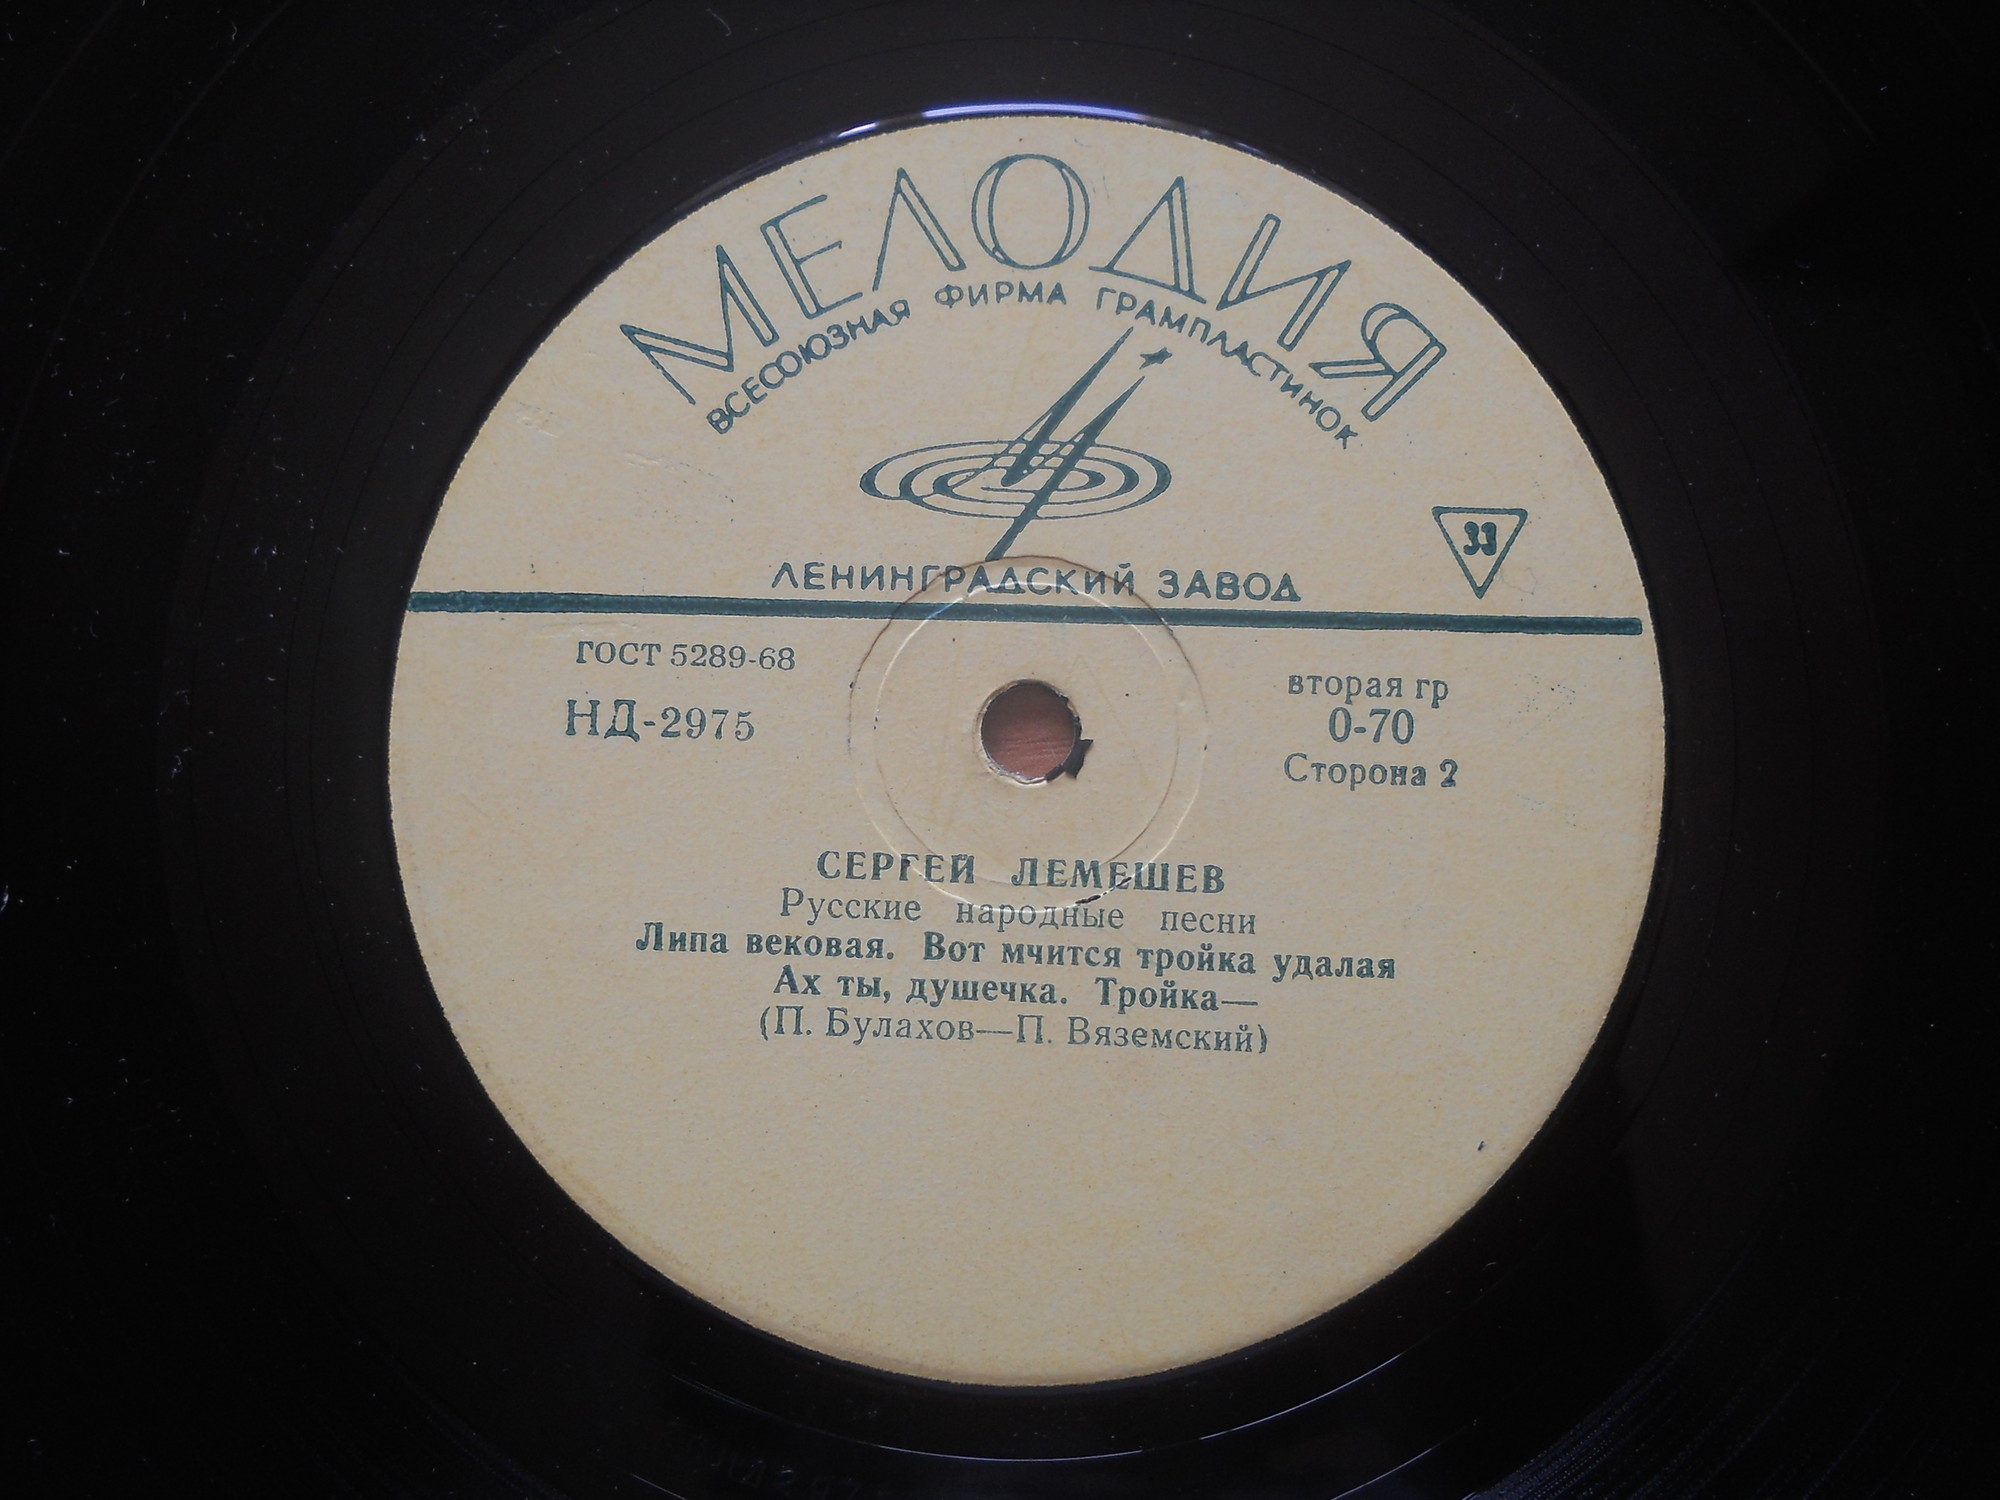 МЕЛОДИЯ
ВСЕСОЮЗНАЯ ФИРМА ГРАМПЛАСТИНОК
33
ЛЕНИНГРАДСКИЙ ЗАВОД
ГОСТ 5289-68
НД-2975
вторая гр
0-70
Сторона 2
СЕРГЕЙ ЛЕМЕШЕВ
Русские народные песни
Липа вековая. Вот мчится тройка удалая
Ах ты, душечка. Тройка—
(П. Булахов—П. Вяземский)